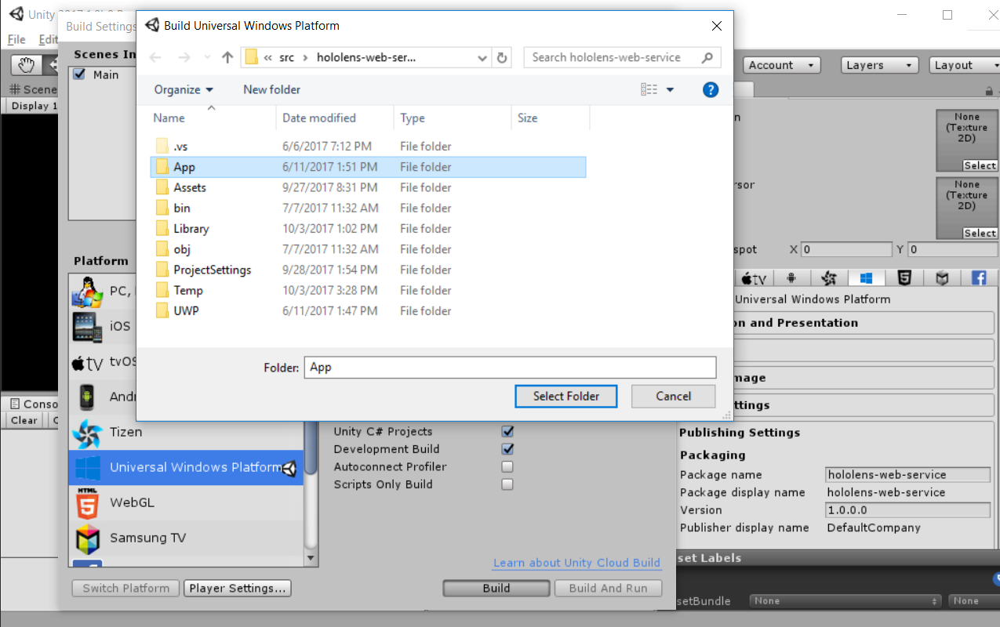 Unity 2017.1.0
File Edit
Build Settings
Build Universal Windows Platform
« src › hololens-web-ser...
Search hololens-web-service
Organize
New folder
Name Date modified Type Size
.vs 6/6/2017 7:12 PM File folder
App 6/11/2017 1:51 PM File folder
Assets 9/27/2017 8:31 PM File folder
bin 7/7/2017 11:32 AM File folder
Library 10/3/2017 1:02 PM File folder
obj 7/7/2017 11:32 AM File folder
ProjectSettings 9/28/2017 1:54 PM File folder
Temp 10/3/2017 3:28 PM File folder
UWP 6/11/2017 1:47 PM File folder
Folder: App
Select Folder Cancel
Scenes In
Main
# Scene
Display 1
Conso
Clear C
Platform
PC,
iOS
tv tvOS
Andr
Tizen
Universal Windows Platform
HTML
5
WebGL
Samsung TV
Switch Platform Player Settings...
Unity C# Projects
Development Build
Autoconnect Profiler
Scripts Only Build
Learn about Unity Cloud Build
Build Build And Run
Account Layers Layout
n
None
(Texture
2D)
Select
rsor
None
(Texture
2D)
Select
spot X 0 Y 0
tv
Universal Windows Platform
on and Presentation
mage
ttings
Publishing Settings
Packaging
Package name hololens-web-service
Package display name hololens-web-service
Version 1.0.0.0
Publisher display name DefaultCompany
set Labels
setBundle None None